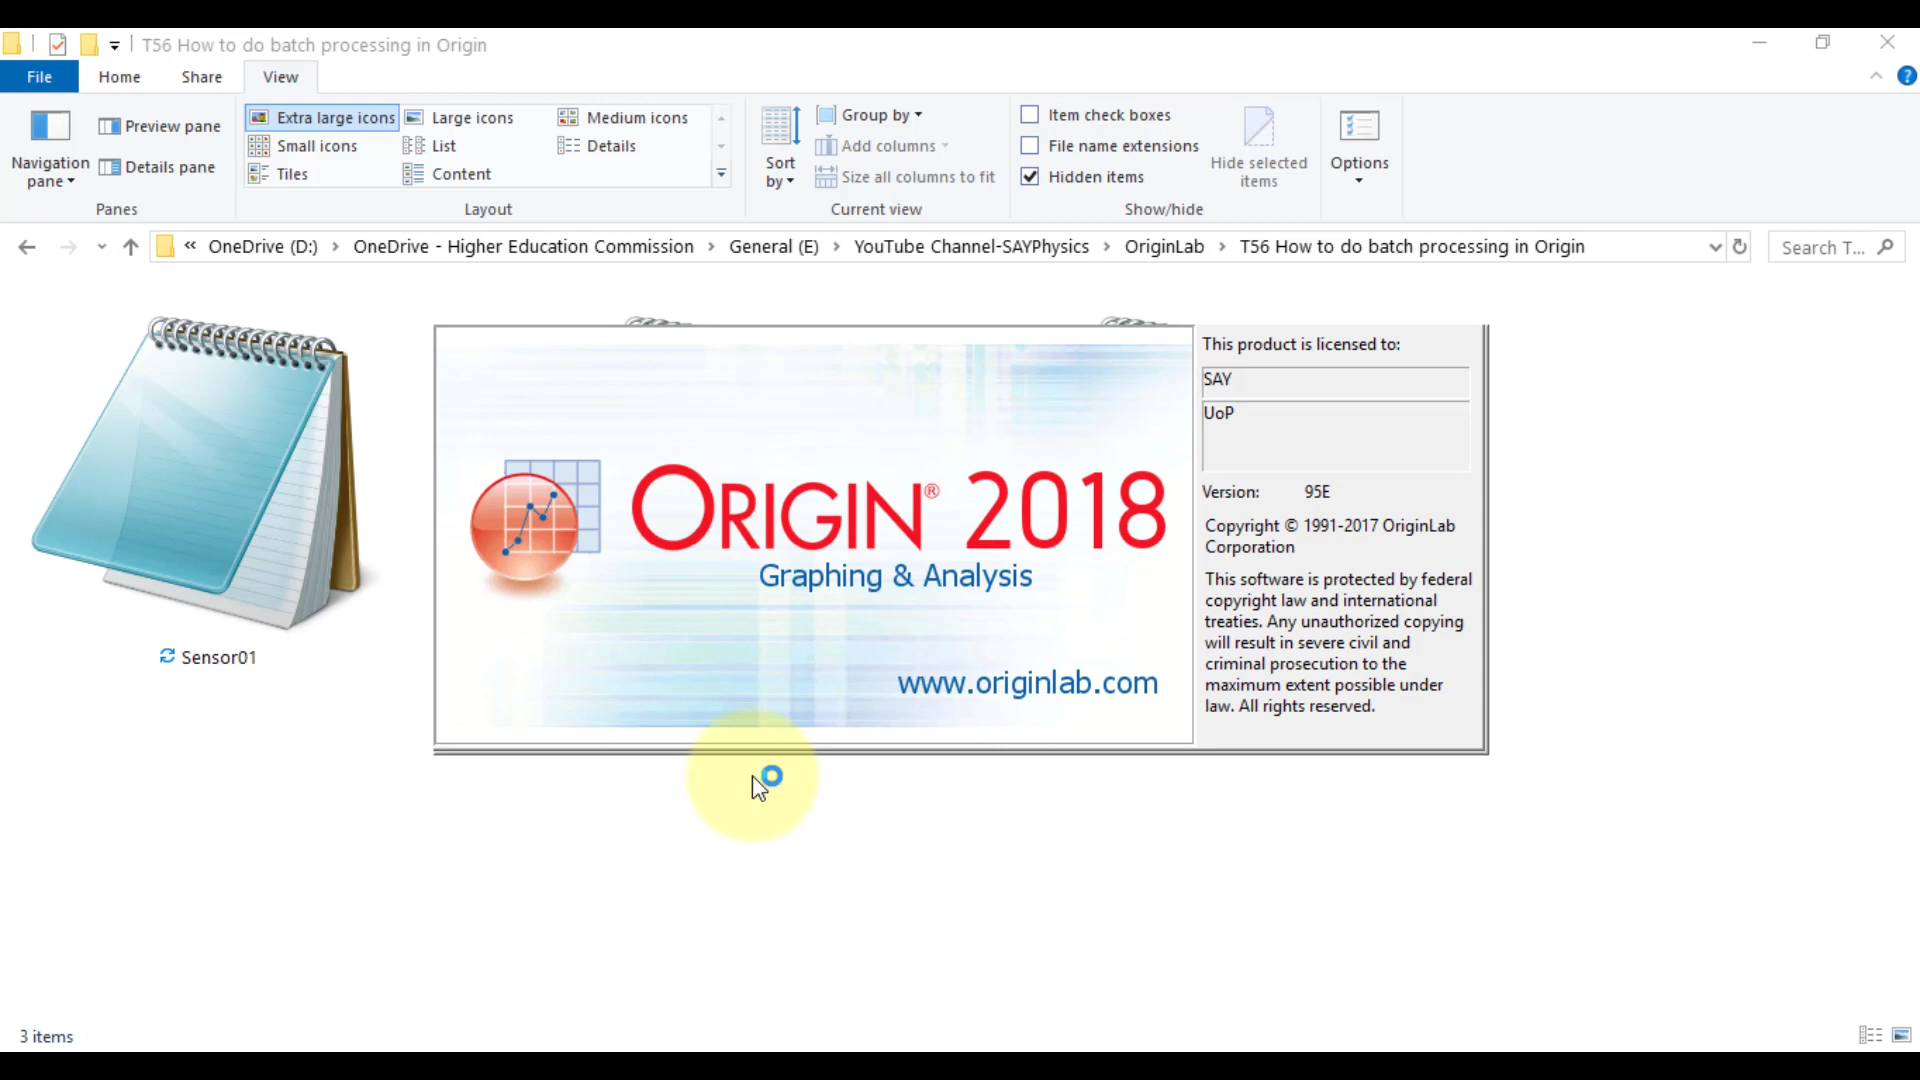 T56 How to do batch processing in Origin
File Home Share View
Navigation pane
Preview pane
Details pane
Panes
Extra large icons Large icons Medium icons
Small icons List Details
Tiles Content
Layout
Sort by
Group by
Add columns
Size all columns to fit
Current view
Item check boxes
File name extensions
Hidden items
Hide selected items
Show/hide
Options
« OneDrive (D:) › OneDrive - Higher Education Commission › General (E) › YouTube Channel-SAYPhysics › OriginLab › T56 How to do batch processing in Origin
Search T...
Sensor01
ORIGIN® 2018
Graphing & Analysis
www.originlab.com
This product is licensed to:
SAY
UoP
Version: 95E
Copyright © 1991-2017 OriginLab
Corporation
This software is protected by federal
copyright law and international
treaties. Any unauthorized copying
will result in severe civil and
criminal prosecution to the
maximum extent possible under
law. All rights reserved.
3 items